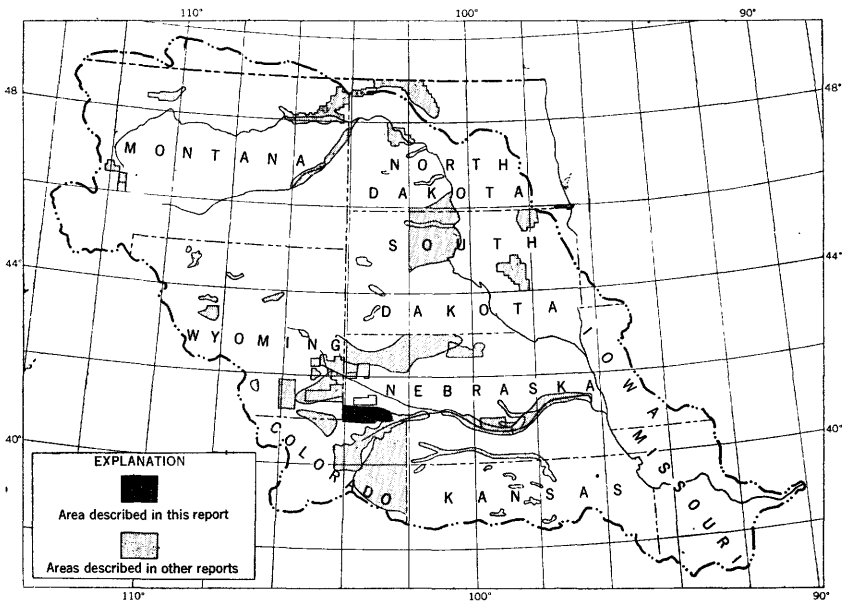 110°
100°
90°
48
48°
MONTANA
NORTH
DAKOTA
SOUTH
44°
44°
DAKOTA
WYOMING
IOWA
NEBRASKA
MISSOURI
40°
40°
COLORADO
KANSAS
EXPLANATION
Area described in this report
Areas described in other reports
110°
100°
90°